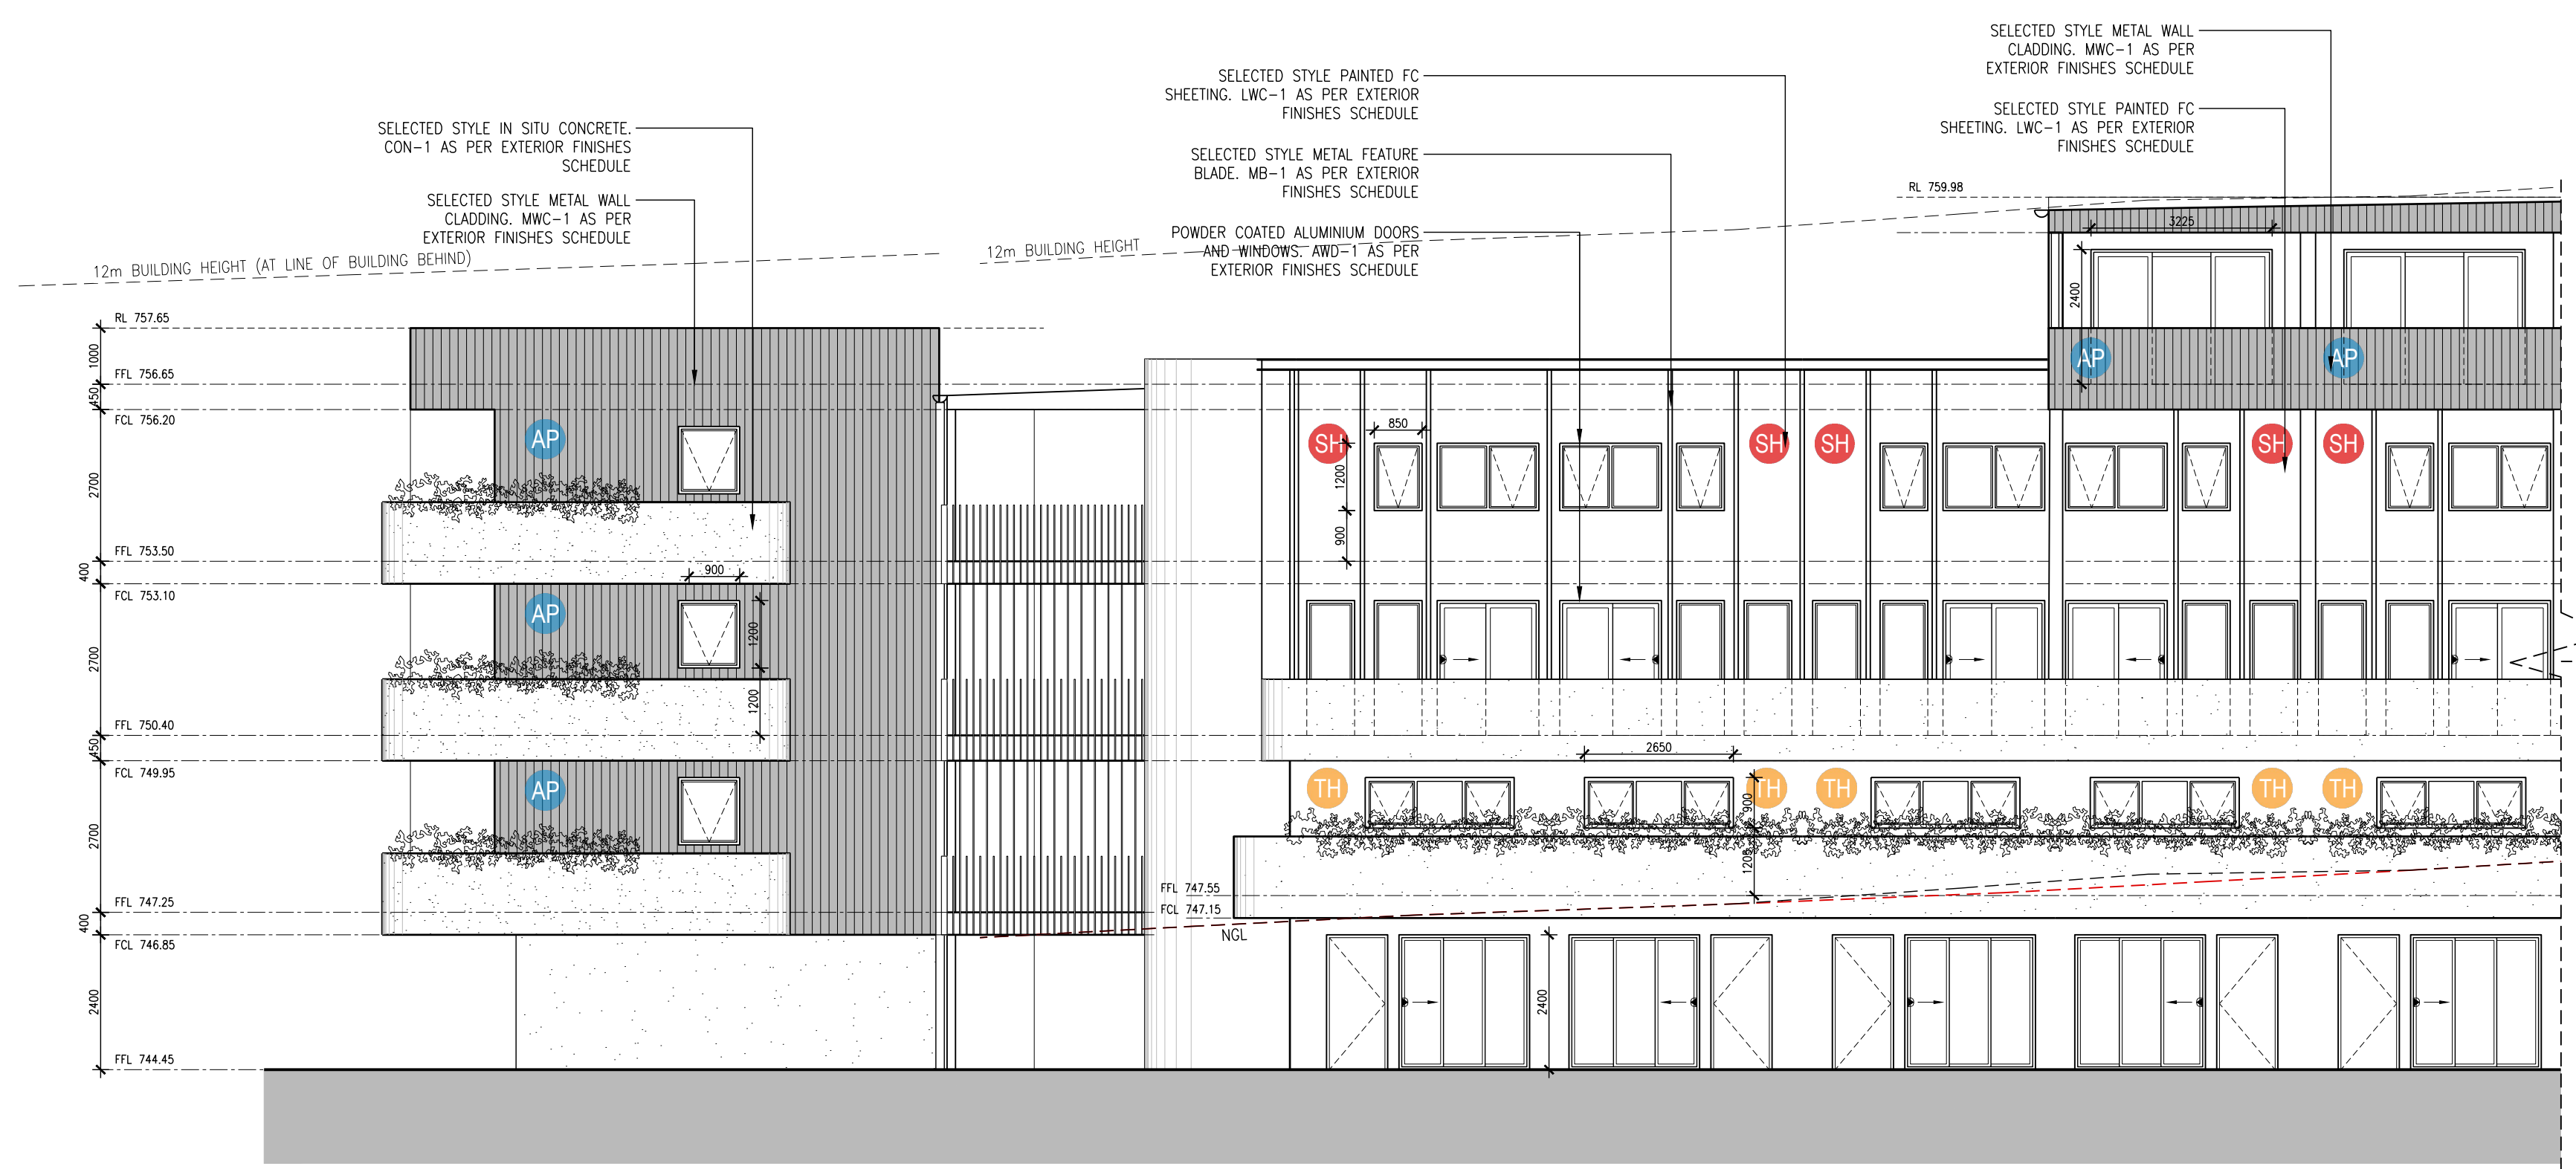 SELECTED STYLE METAL WALL
CLADDING. MWC-1 AS PER
EXTERIOR FINISHES SCHEDULE
SELECTED STYLE PAINTED FC
SHEETING. LWC-1 AS PER EXTERIOR
FINISHES SCHEDULE
SELECTED STYLE PAINTED FC
SHEETING. LWC-1 AS PER EXTERIOR
FINISHES SCHEDULE
SELECTED STYLE METAL FEATURE
BLADE. MB-1 AS PER EXTERIOR
FINISHES SCHEDULE
POWDER COATED ALUMINIUM DOORS
AND WINDOWS. AWD-1 AS PER
EXTERIOR FINISHES SCHEDULE
SELECTED STYLE IN SITU CONCRETE.
CON-1 AS PER EXTERIOR FINISHES
SCHEDULE
SELECTED STYLE METAL WALL
CLADDING. MWC-1 AS PER
EXTERIOR FINISHES SCHEDULE
12m BUILDING HEIGHT (AT LINE OF BUILDING BEHIND)
12m BUILDING HEIGHT
RL 759.98
3225
2400
AP
AP
RL 757.65
1000
FFL 756.65
450
FCL 756.20
2700
FFL 753.50
400
FCL 753.10
2700
FFL 750.40
450
FCL 749.95
2700
FFL 747.25
400
FCL 746.85
2400
FFL 744.45
AP
AP
AP
900
1200
1200
SH
SH
SH
SH
SH
850
1200
900
2650
TH
TH
TH
TH
TH
900
1205
FFL 747.55
FCL 747.15
NGL
2400